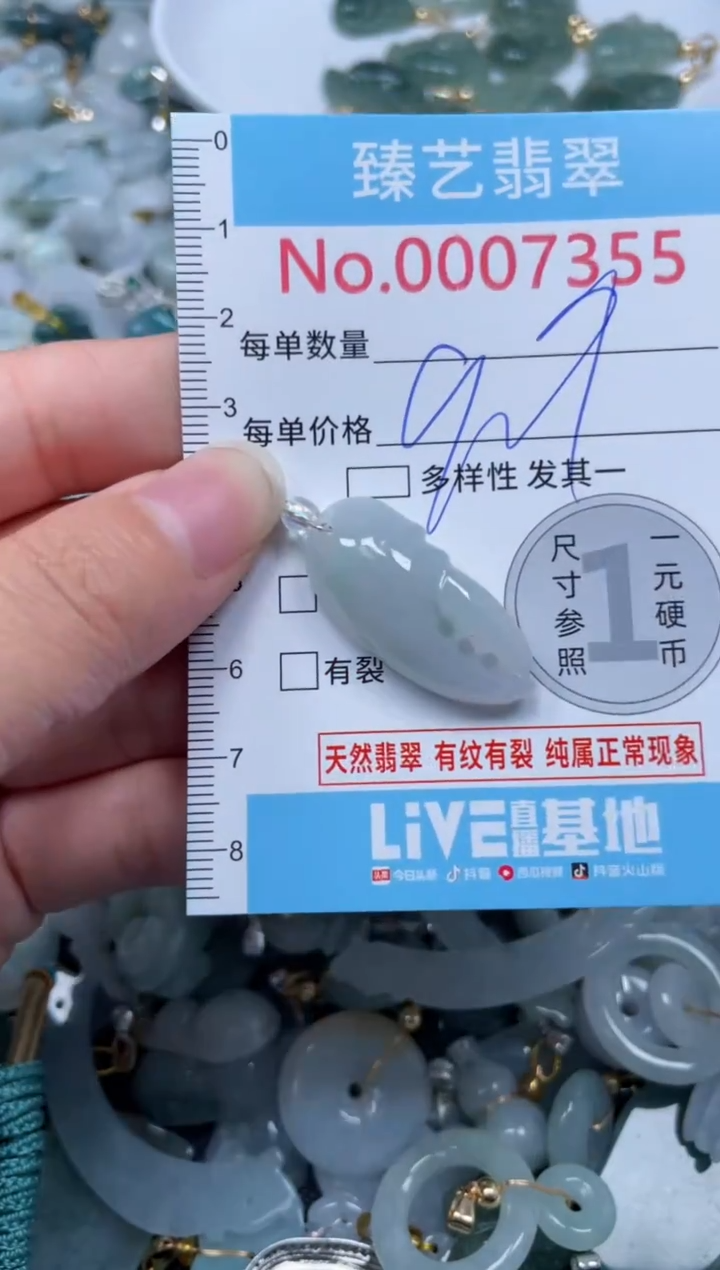 臻艺翡翠
No.0007355
每单数量
每单价格
多样性 发其一
有裂
尺寸参照
1
一元硬币
天然翡翠 有纹有裂 纯属正常现象
LiVE直播基地
头条 今日头条 抖音 西瓜视频 抖音火山版
0
1
2
3
6
7
8